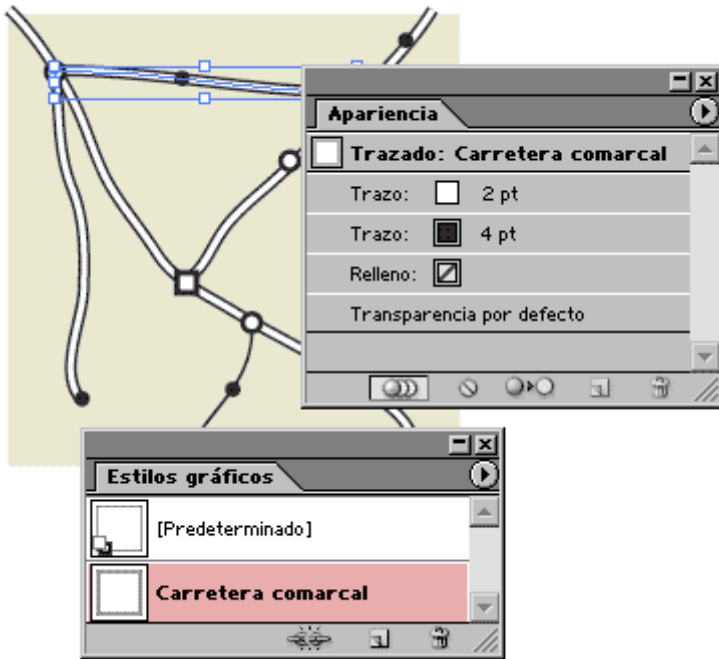 Apariencia
Trazado: Carretera comarcal
Trazo: 2 pt
Trazo: 4 pt
Relleno:
Transparencia por defecto
Estilos gráficos
[Predeterminado]
Carretera comarcal